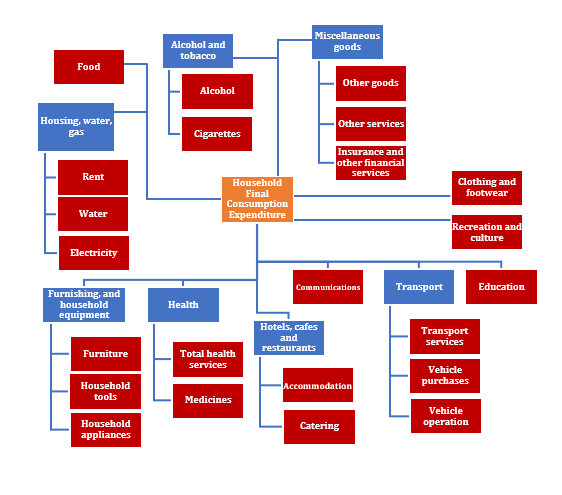 Miscellaneous
goods
Alcohol and
tobacco
Food
Other goods
Alcohol
Housing, water,
gas
Other services
Cigarettes
Insurance and
other financial
services
Rent
Household
Final
Consumption
Expenditure
Clothing and
footwear
Water
Recreation and
culture
Electricity
Furnishing, and
household
equipment
Health
Communications
Transport
Education
Hotels, cafes
and
restaurants
Furniture
Total health
services
Transport
services
Household
tools
Medicines
Accommodation
Vehicle
purchases
Household
appliances
Catering
Vehicle
operation